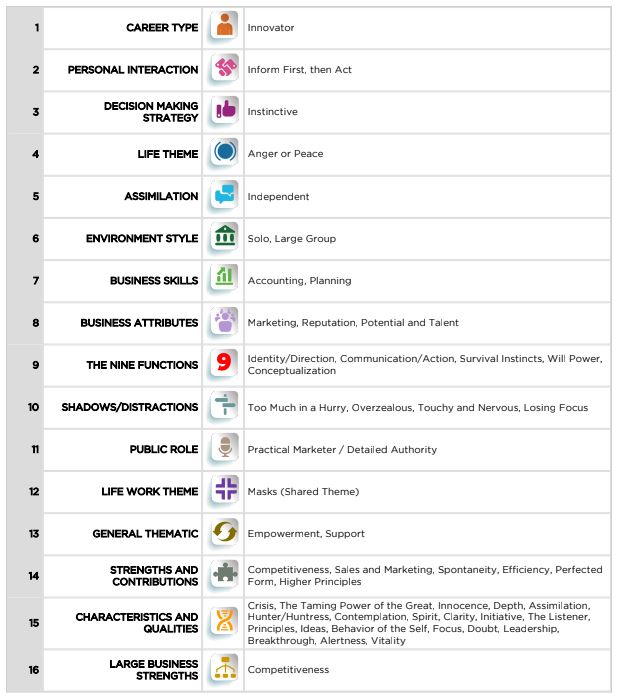 1 CAREER TYPE Innovator
2 PERSONAL INTERACTION Inform First, then Act
3 DECISION MAKING STRATEGY Instinctive
4 LIFE THEME Anger or Peace
5 ASSIMILATION Independent
6 ENVIRONMENT STYLE Solo, Large Group
7 BUSINESS SKILLS Accounting, Planning
8 BUSINESS ATTRIBUTES Marketing, Reputation, Potential and Talent
9 THE NINE FUNCTIONS 9 Identity/Direction, Communication/Action, Survival Instincts, Will Power,
Conceptualization
10 SHADOWS/DISTRACTIONS Too Much in a Hurry, Overzealous, Touchy and Nervous, Losing Focus
11 PUBLIC ROLE Practical Marketer / Detailed Authority
12 LIFE WORK THEME Masks (Shared Theme)
13 GENERAL THEMATIC Empowerment, Support
14 STRENGTHS AND CONTRIBUTIONS Competitiveness, Sales and Marketing, Spontaneity, Efficiency, Perfected
Form, Higher Principles
15 CHARACTERISTICS AND QUALITIES Crisis, The Taming Power of the Great, Innocence, Depth, Assimilation,
Hunter/Huntress, Contemplation, Spirit, Clarity, Initiative, The Listener,
Principles, Ideas, Behavior of the Self, Focus, Doubt, Leadership,
Breakthrough, Alertness, Vitality
16 LARGE BUSINESS STRENGTHS Competitiveness